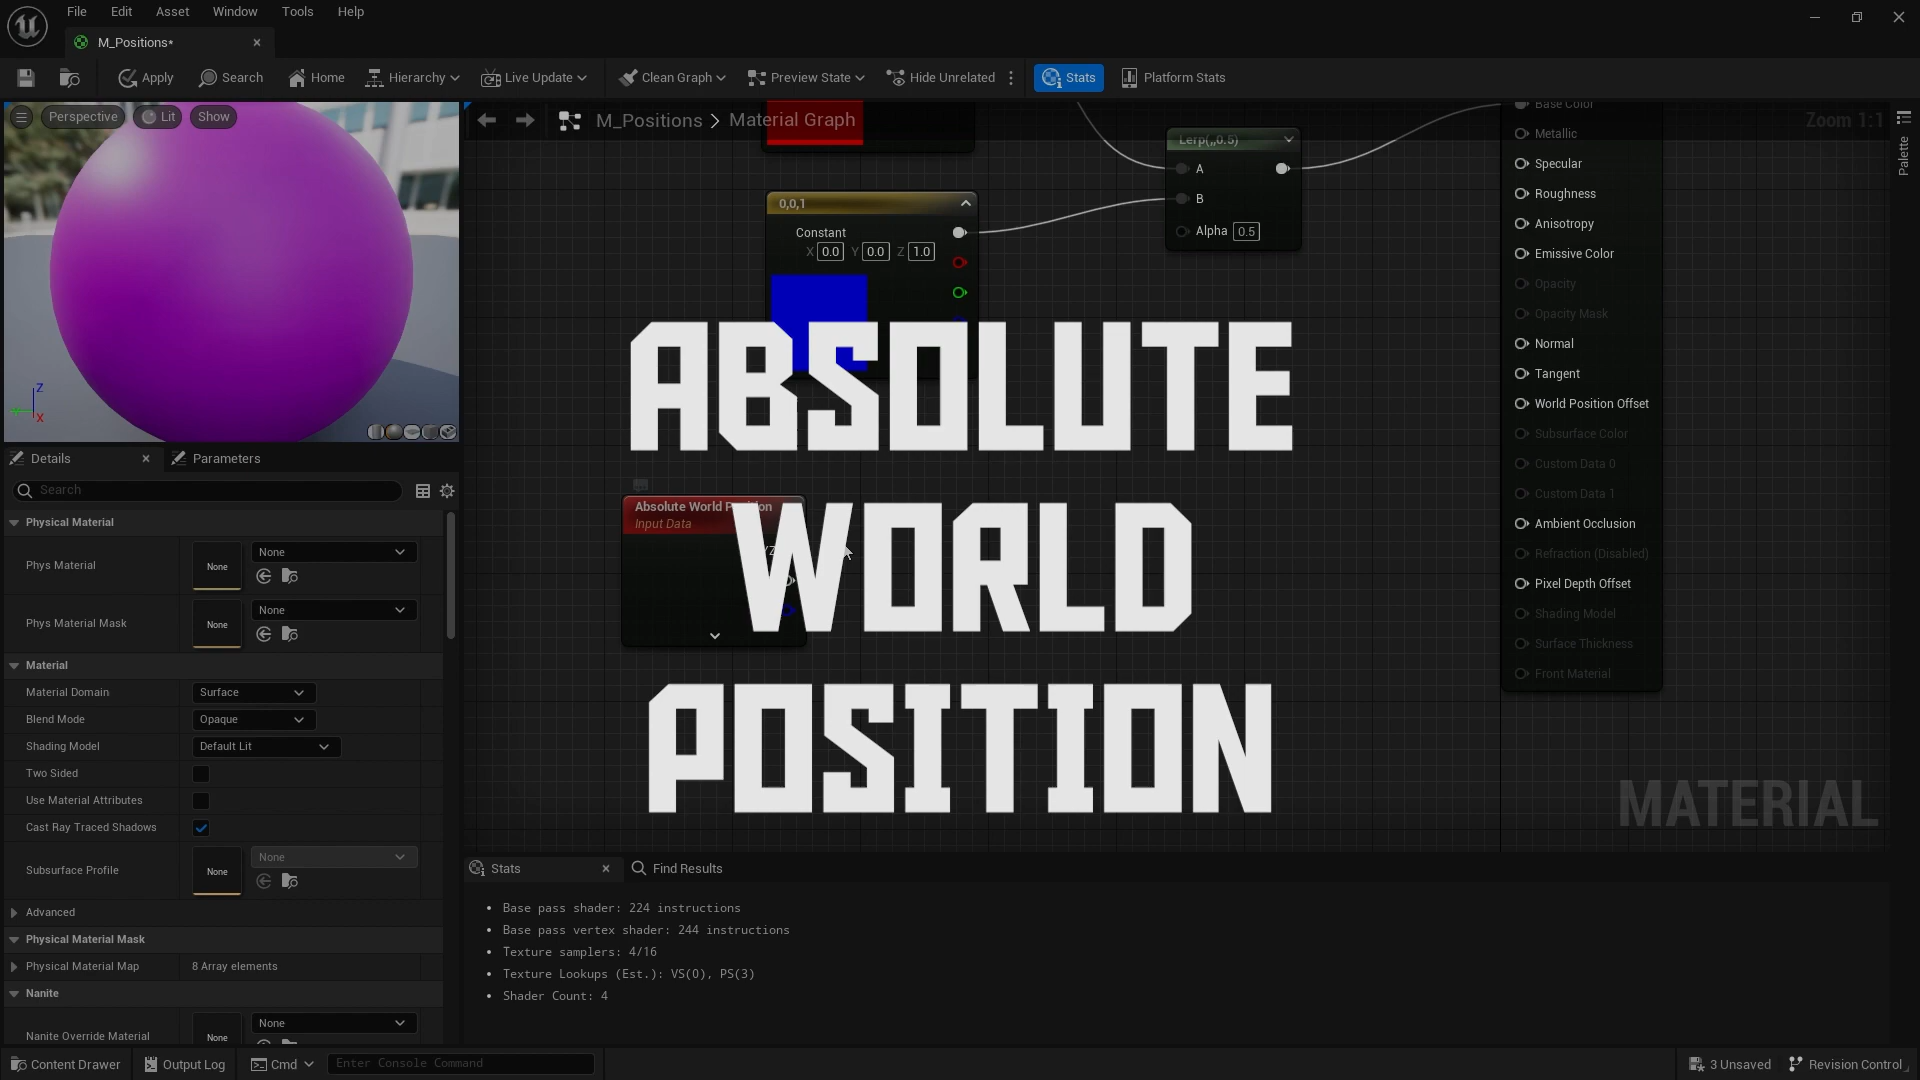 File Edit Asset Window Tools Help
M_Positions*
Apply Search Home Hierarchy Live Update Clean Graph Preview State Hide Unrelated Stats Platform Stats
Perspective Lit Show
M_Positions > Material Graph
Zoom 1:1
Palette
Z
X
Lerp(,,0.5)
A
B
Alpha 0.5
0,0,1
Constant
X 0.0 Y 0.0 Z 1.0
Base Color
Metallic
Specular
Roughness
Anisotropy
Emissive Color
Opacity
Opacity Mask
Normal
Tangent
World Position Offset
Subsurface Color
Custom Data 0
Custom Data 1
Ambient Occlusion
Refraction (Disabled)
Pixel Depth Offset
Shading Model
Surface Thickness
Front Material
ABSOLUTE
WORLD
POSITION
Absolute World
Input Data
MATERIAL
Details Parameters
Search
Physical Material
Phys Material None None
Phys Material Mask None None
Material
Material Domain Surface
Blend Mode Opaque
Shading Model Default Lit
Two Sided
Use Material Attributes
Cast Ray Traced Shadows
Subsurface Profile None None
Advanced
Physical Material Mask
Physical Material Map 8 Array elements
Nanite
Nanite Override Material None None
Stats Find Results
• Base pass shader: 224 instructions
• Base pass vertex shader: 244 instructions
• Texture samplers: 4/16
• Texture Lookups (Est.): VS(0), PS(3)
• Shader Count: 4
Content Drawer Output Log Cmd Enter Console Command 3 Unsaved Revision Control